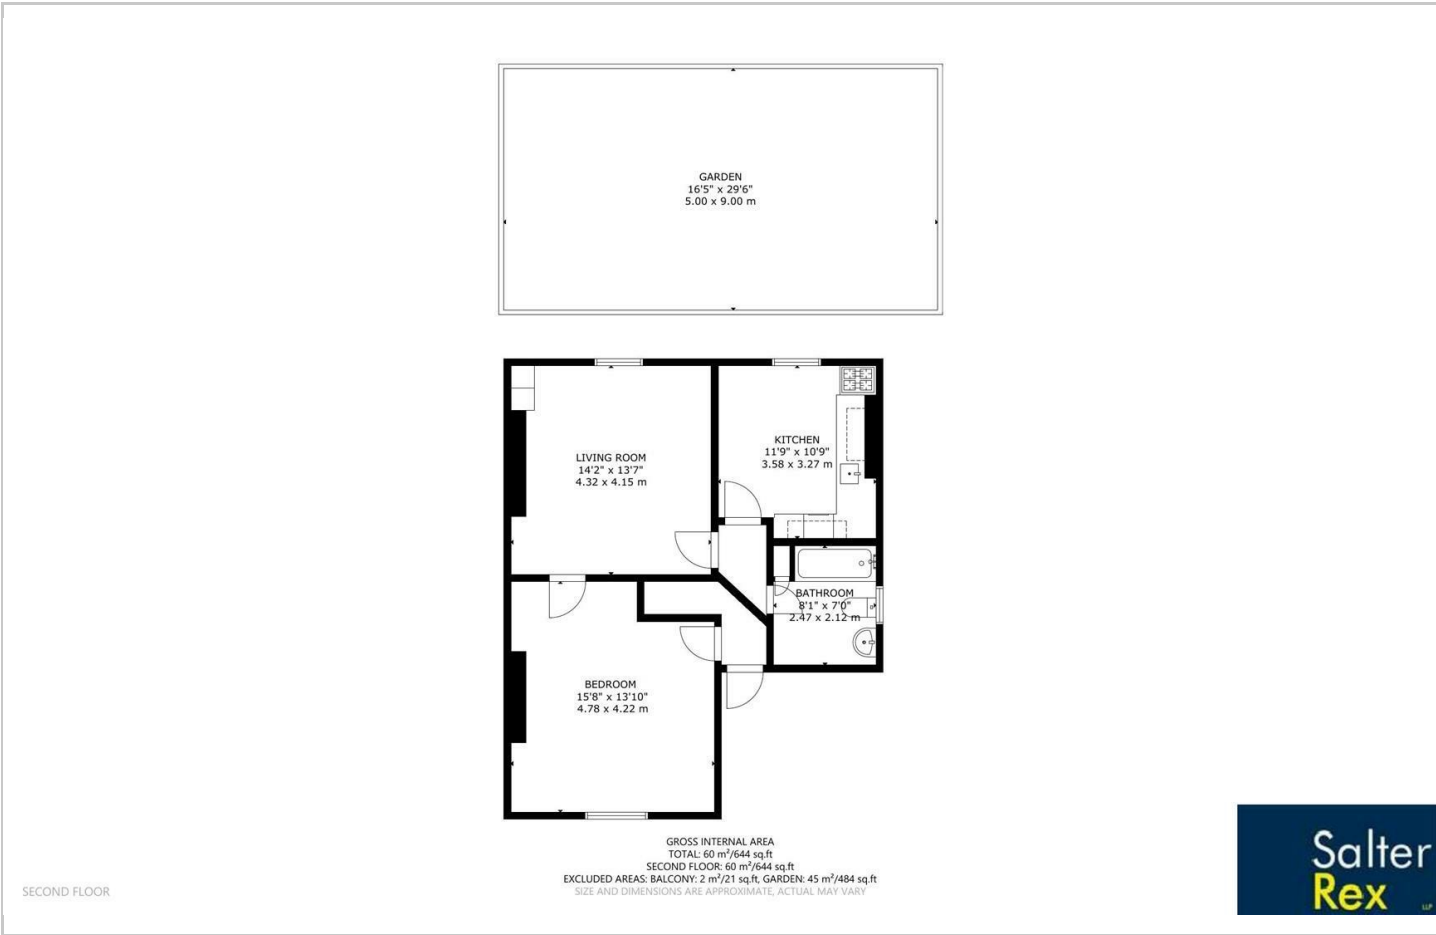 GARDEN
16'5" x 29'6"
5.00 x 9.00 m
LIVING ROOM
14'2" x 13'7"
4.32 x 4.15 m
KITCHEN
11'9" x 10'9"
3.58 x 3.27 m
BATHROOM
8'1" x 7'0"
2.47 x 2.12 m
BEDROOM
15'8" x 13'10"
4.78 x 4.22 m
GROSS INTERNAL AREA
TOTAL: 60 m²/644 sq.ft
SECOND FLOOR: 60 m²/644 sq.ft
EXCLUDED AREAS: BALCONY: 2 m²/21 sq.ft, GARDEN: 45 m²/484 sq.ft
SIZE AND DIMENSIONS ARE APPROXIMATE, ACTUAL MAY VARY
SECOND FLOOR
Salter
Rex LLP